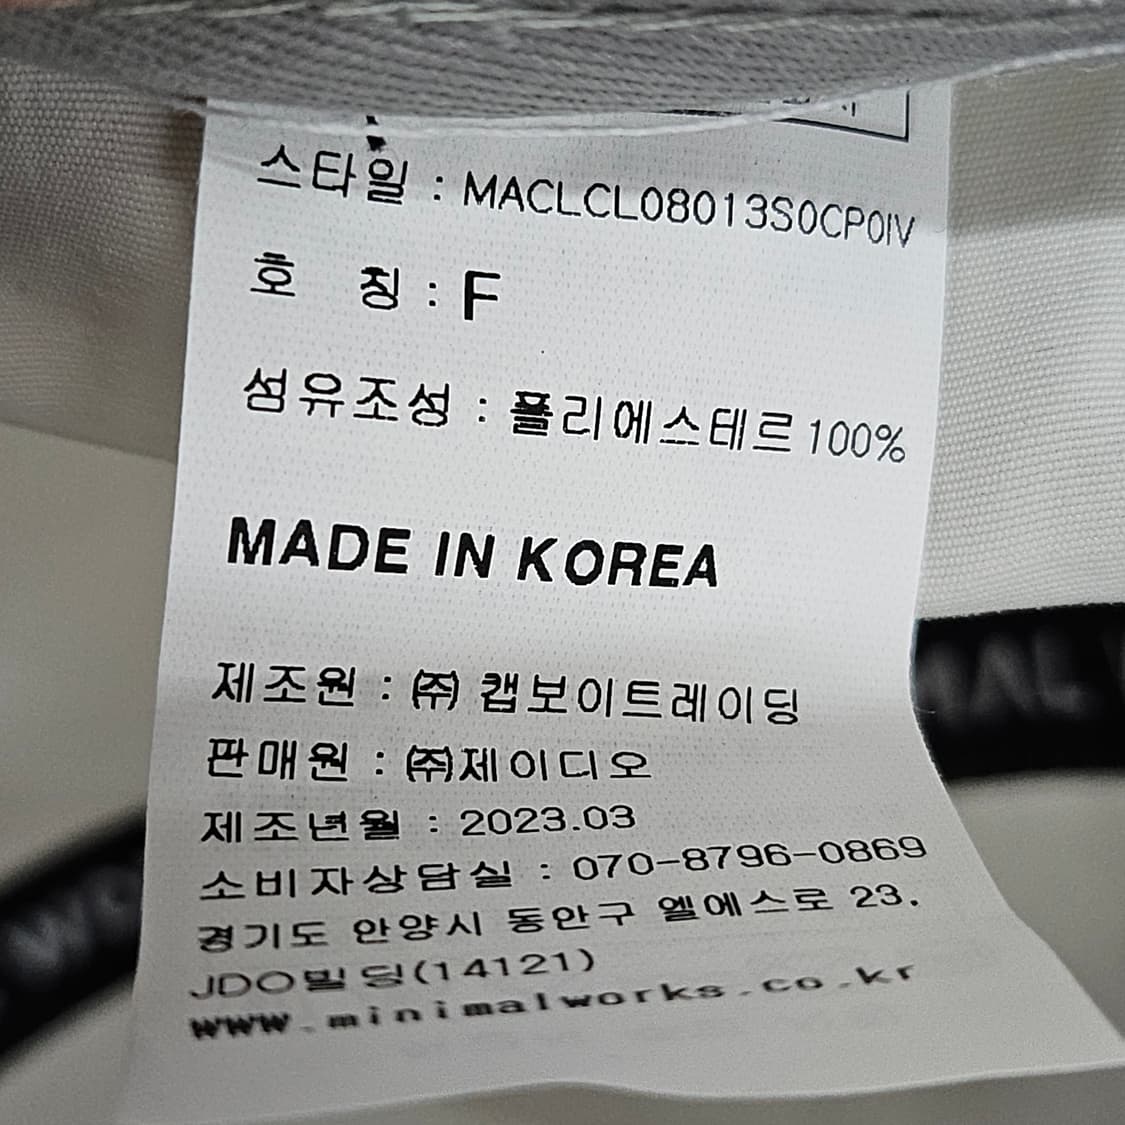 스타일 : MACLCL08013S0CP0IV
호 칭 : F
섬유조성 : 폴리에스테르 100%
MADE IN KOREA
제조원 : ㈜ 캡보이트레이딩
판매원 : ㈜제이디오
제조년월 : 2023.03
소비자상담실 : 070-8796-0869
경기도 안양시 동안구 엘에스로 23.
JDO빌딩(14121)
www.minimalworks.co.kr